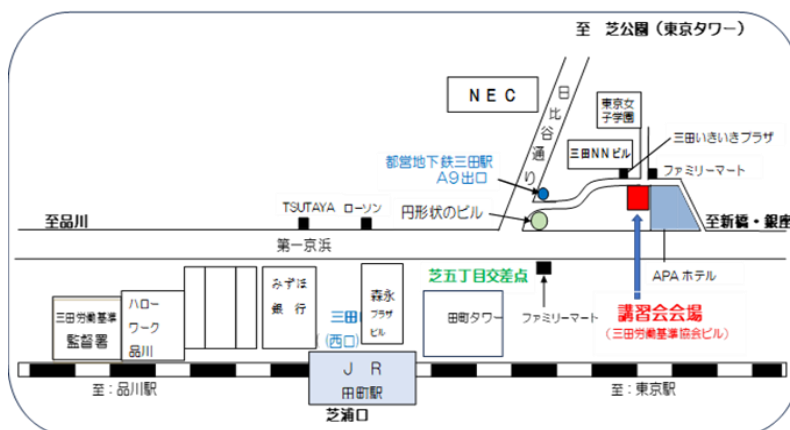 至 芝公園（東京タワー）
ＮＥＣ
日比谷通り
東京女
子学園
三田いきいきプラザ
三田NNビル
ファミリーマート
都営地下鉄三田駅
A9出口
TSUTAYA ローソン
円形状のビル
至品川
至新橋・銀座
第一京浜
芝五丁目交差点
APAホテル
みずほ
銀行
森永
プラザ
ビル
三田
(西口)
ハロー
ワーク
品川
三田労働基準
監督署
田町タワー
ファミリーマート
講習会会場
（三田労働基準協会ビル）
ＪＲ
田町駅
至：品川駅
至：東京駅
芝浦口